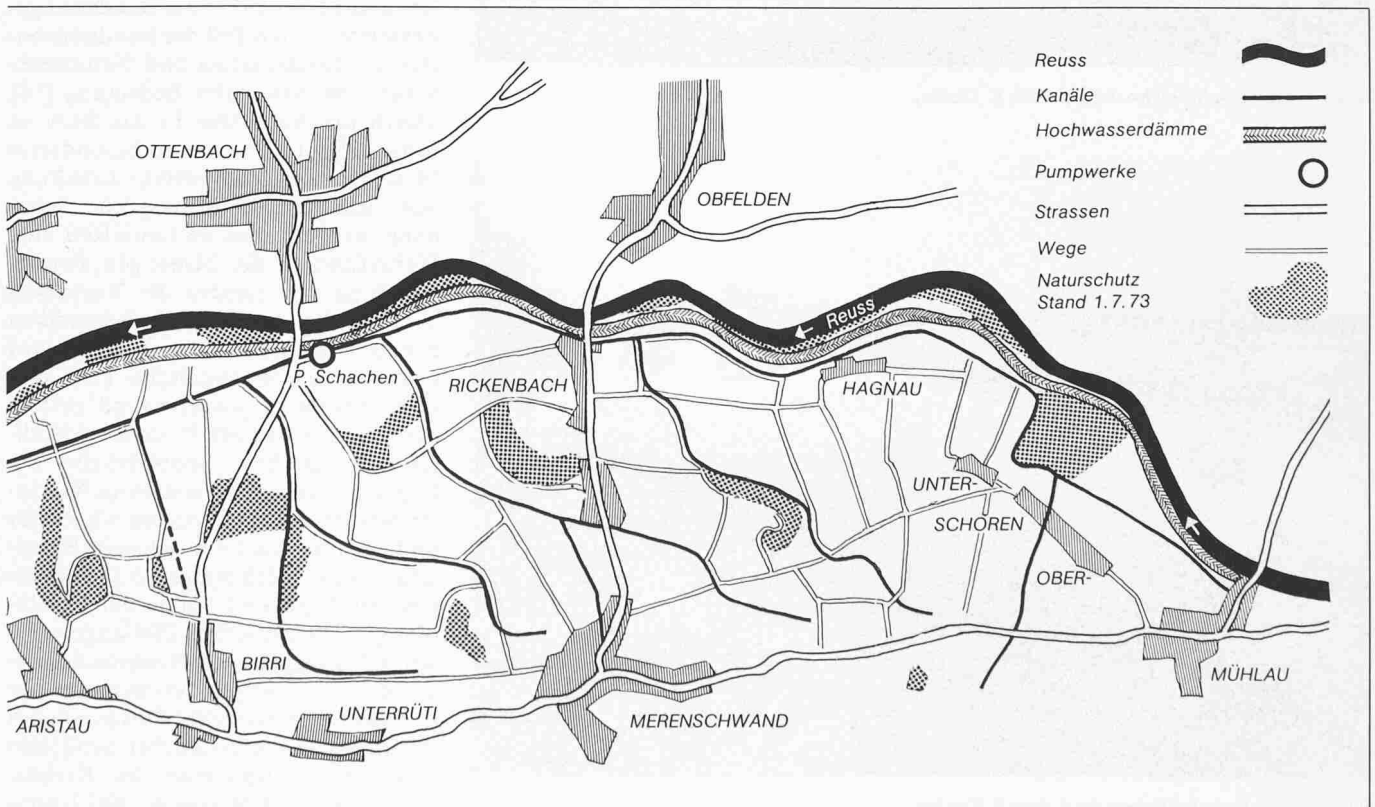 Reuss
Kanäle
Hochwasserdämme
Pumpwerke
Strassen
Wege
Naturschutz
Stand 1.7.73
OTTENBACH
OBFELDEN
Reuss
P. Schachen
RICKENBACH
HAGNAU
UNTER-
SCHOREN
OBER-
BIRRI
MÜHLAU
ARISTAU
UNTERRÜTI
MERENSCHWAND